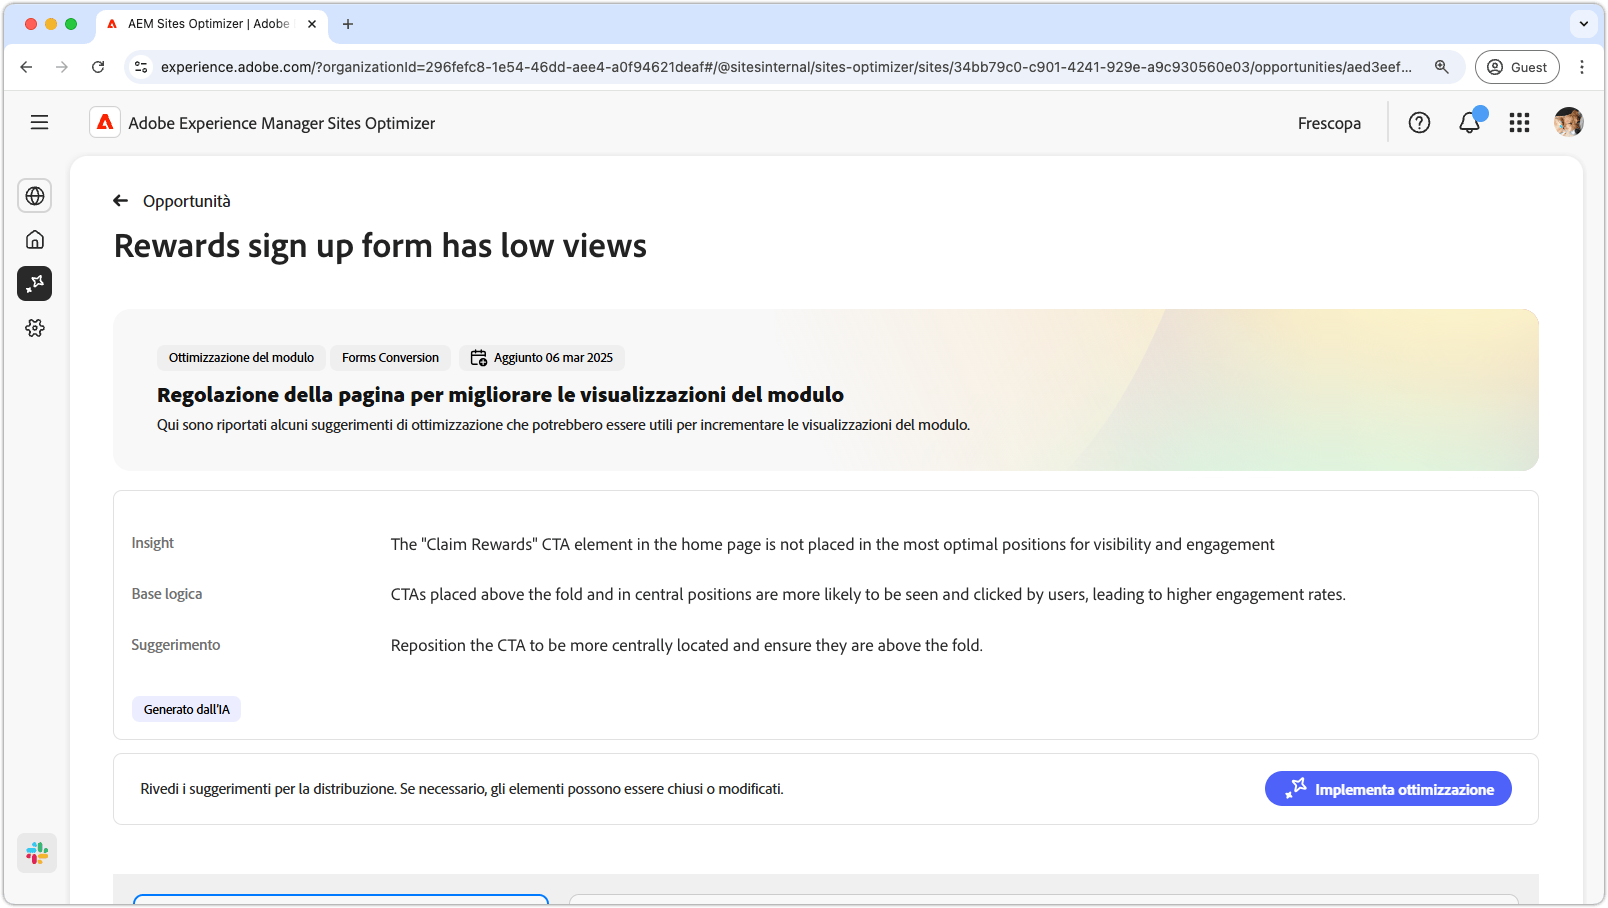 AEM Sites Optimizer | Adobe
experience.adobe.com/?organizationId=296fefc8-1e54-46dd-aee4-a0f94621deaf#/@sitesinternal/sites-optimizer/sites/34bb79c0-c901-4241-929e-a9c930560e03/opportunities/aed3eef...
Guest
Adobe Experience Manager Sites Optimizer
Frescopa
Opportunità
Rewards sign up form has low views
Ottimizzazione del modulo
Forms Conversion
Aggiunto 06 mar 2025
Regolazione della pagina per migliorare le visualizzazioni del modulo
Qui sono riportati alcuni suggerimenti di ottimizzazione che potrebbero essere utili per incrementare le visualizzazioni del modulo.
Insight
The "Claim Rewards" CTA element in the home page is not placed in the most optimal positions for visibility and engagement
Base logica
CTAs placed above the fold and in central positions are more likely to be seen and clicked by users, leading to higher engagement rates.
Suggerimento
Reposition the CTA to be more centrally located and ensure they are above the fold.
Generato dall'IA
Rivedi i suggerimenti per la distribuzione. Se necessario, gli elementi possono essere chiusi o modificati.
Implementa ottimizzazione